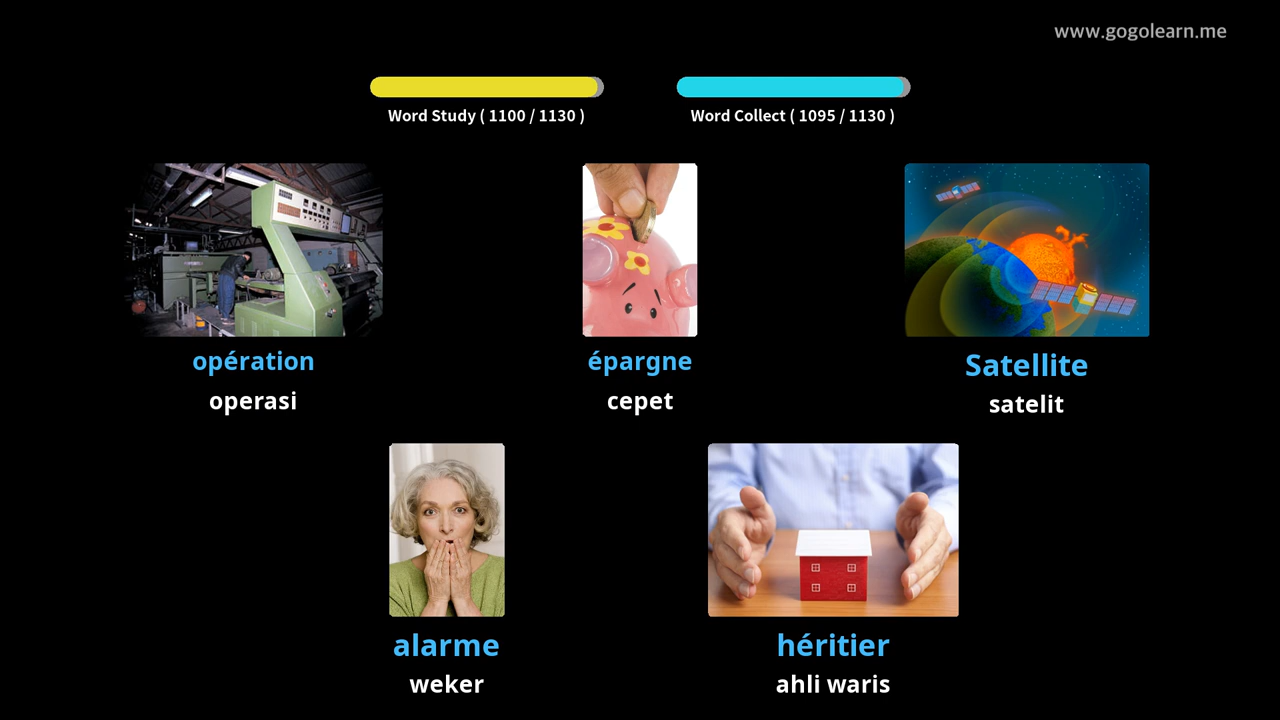 www.gogolearn.me
Word Study ( 1100 / 1130 )
Word Collect ( 1095 / 1130 )
opération
operasi
épargne
cepet
Satellite
satelit
alarme
weker
héritier
ahli waris